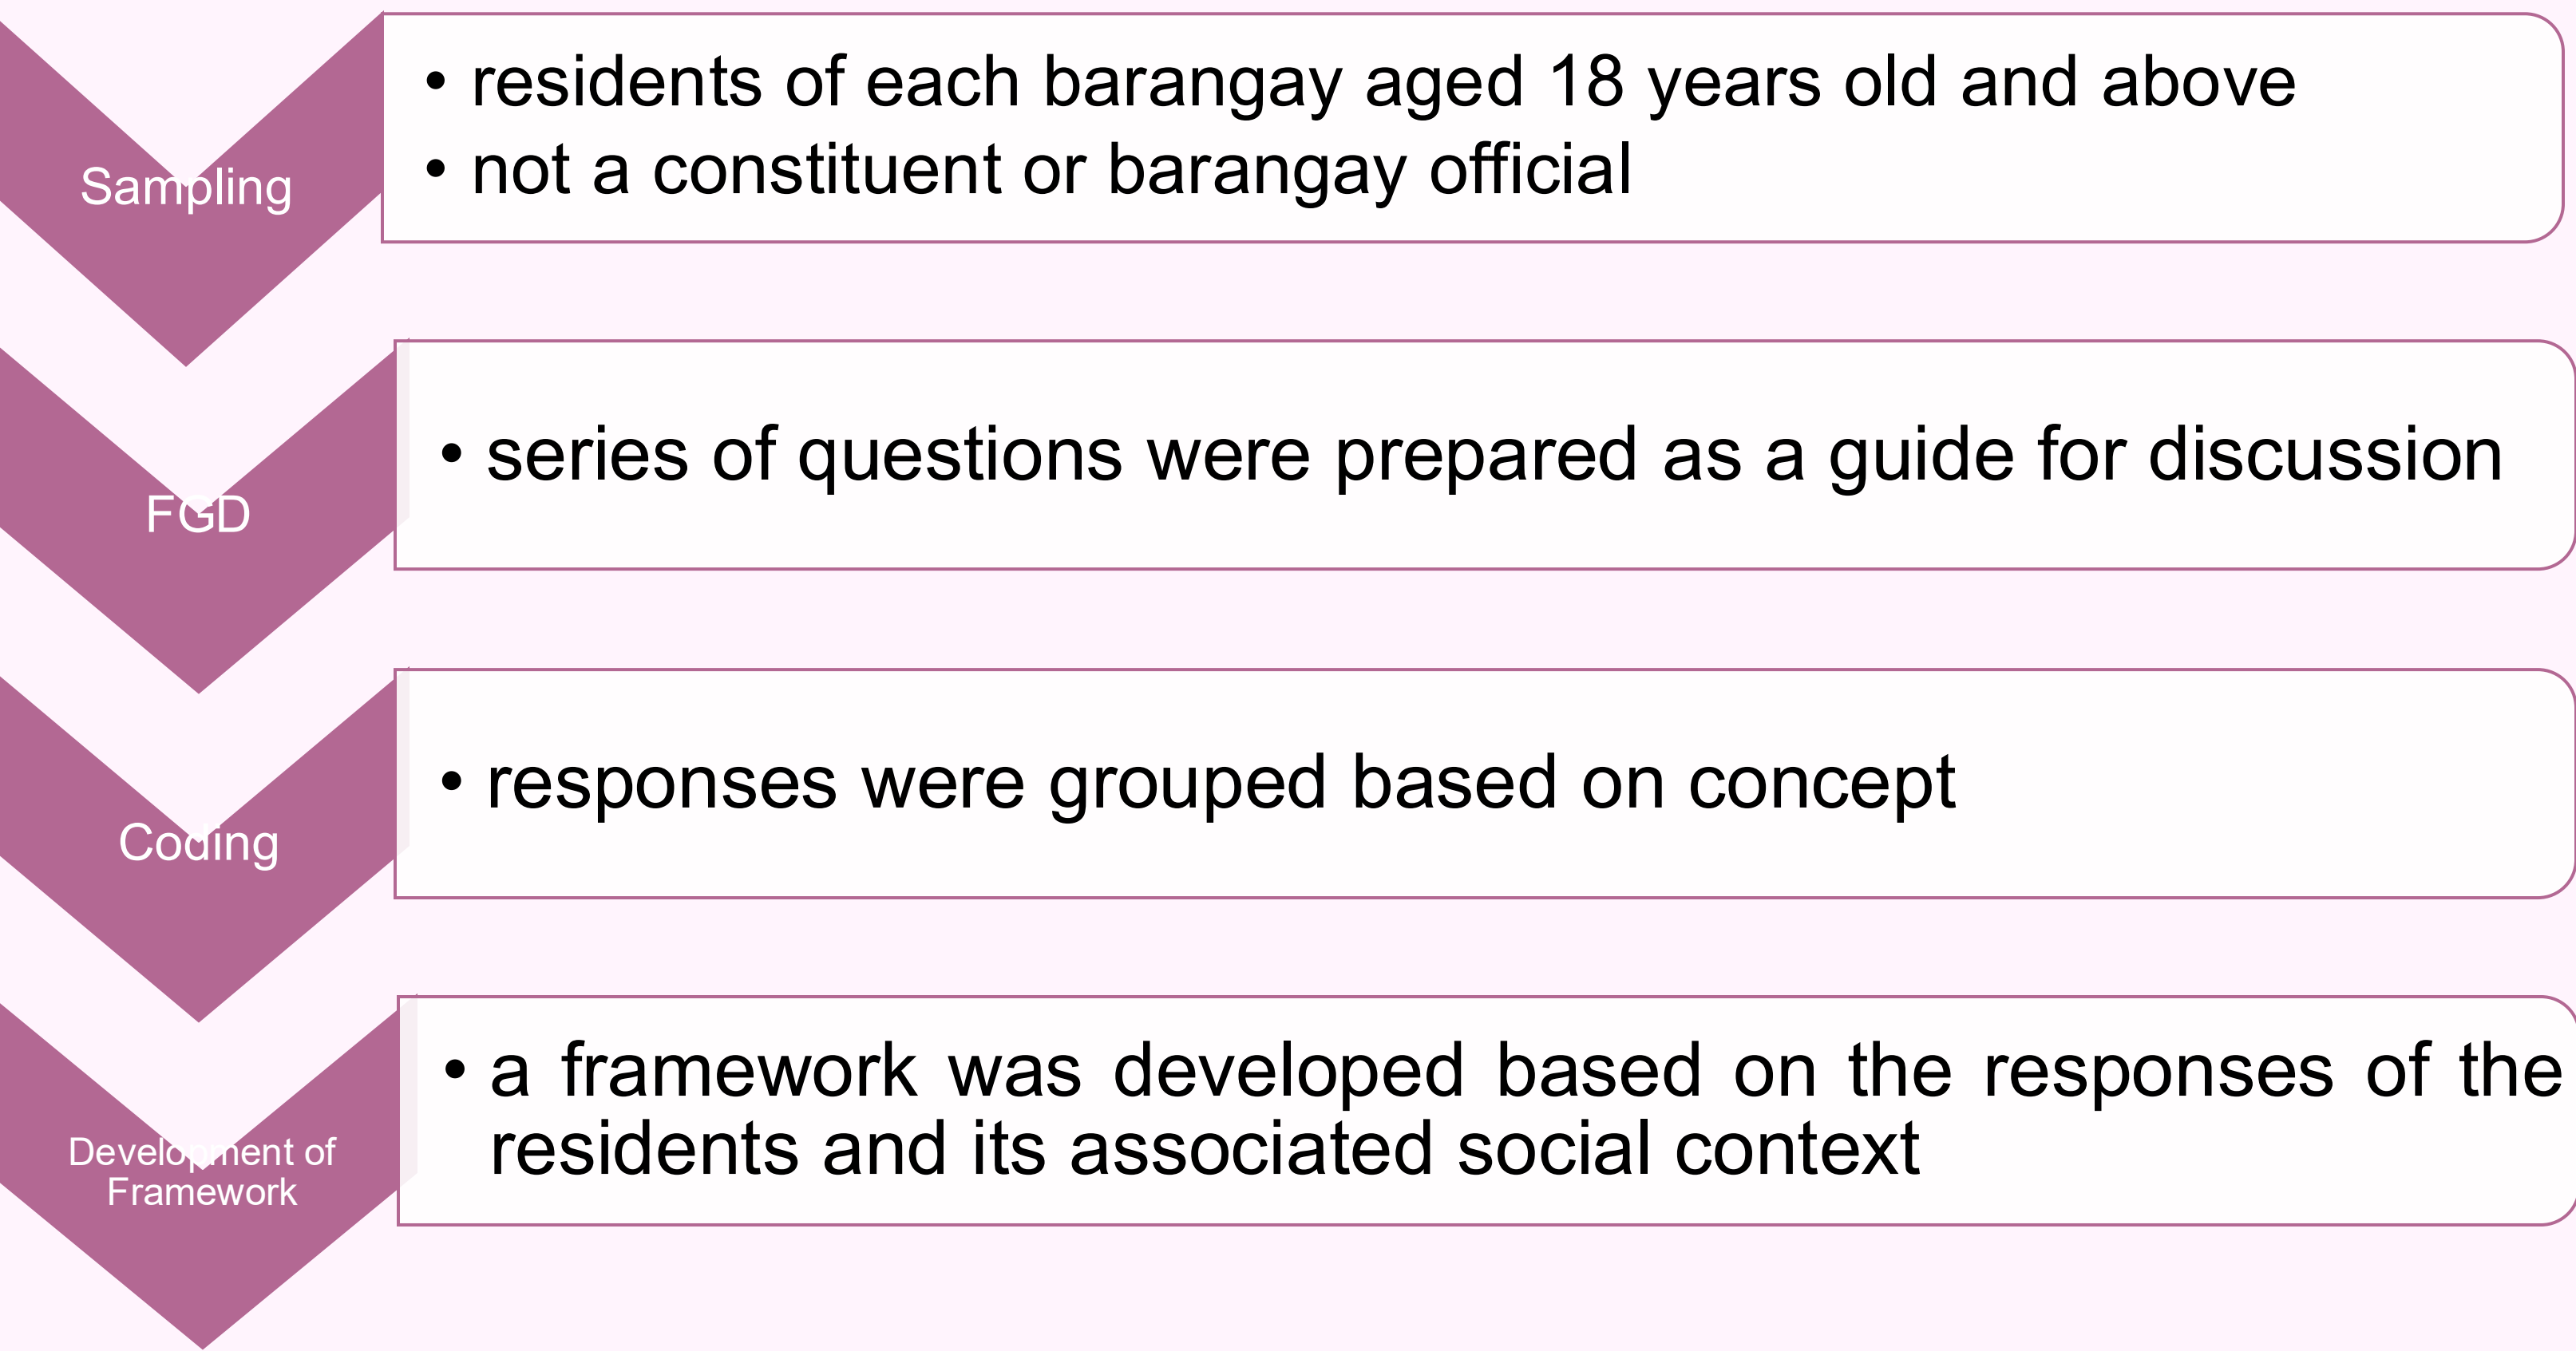 Sampling
• residents of each barangay aged 18 years old and above
• not a constituent or barangay official
FGD
• series of questions were prepared as a guide for discussion
Coding
• responses were grouped based on concept
Development of
Framework
• a framework was developed based on the responses of the
residents and its associated social context